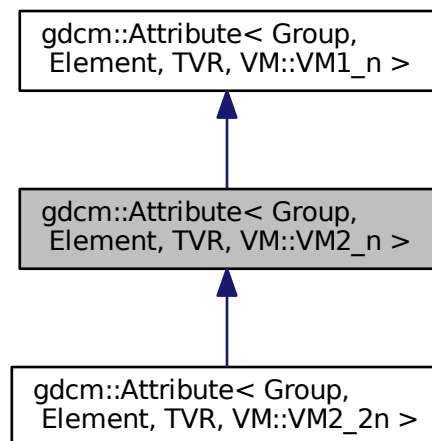 gdcm::Attribute< Group,
Element, TVR, VM::VM1_n >
gdcm::Attribute< Group,
Element, TVR, VM::VM2_n >
gdcm::Attribute< Group,
Element, TVR, VM::VM2_2n >